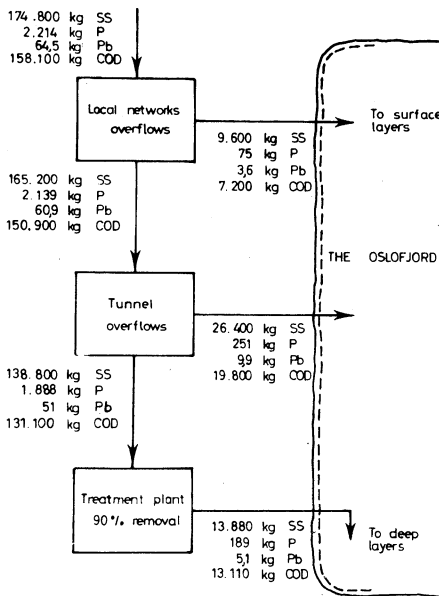 174.800 kg SS
2.214 kg P
64,5 kg Pb
158.100 kg COD
Local networks
overflows
To surface
layers
9.600 kg SS
75 kg P
3,6 kg Pb
7.200 kg COD
165.200 kg SS
2.139 kg P
60,9 kg Pb
150.900 kg COD
THE OSLOFJORD
Tunnel
overflows
26.400 kg SS
251 kg P
9,9 kg Pb
19.800 kg COD
138.800 kg SS
1.888 kg P
51 kg Pb
131.100 kg COD
Treatment plant
90 % removal
13.880 kg SS
189 kg P
5,1 kg Pb
13.110 kg COD
To deep
layers